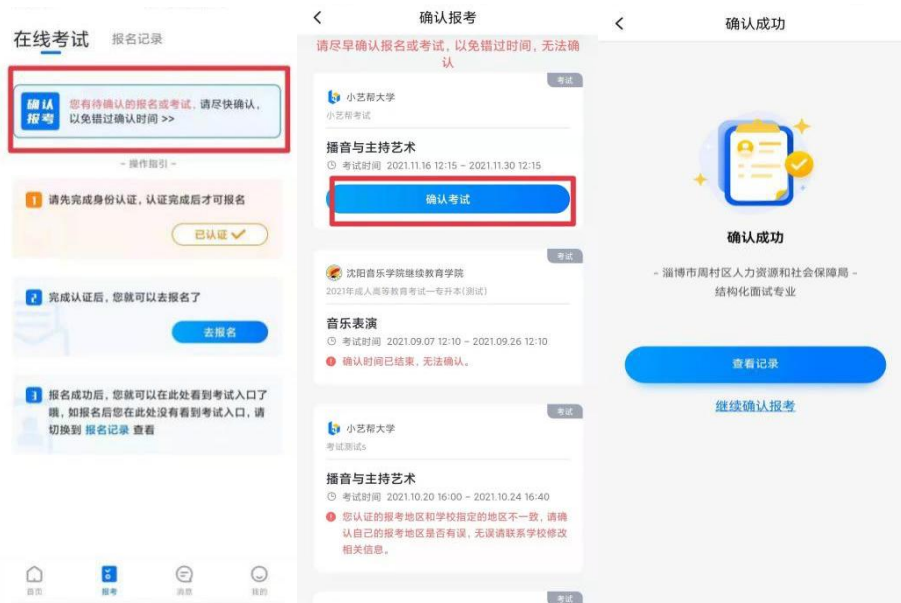 在线考试 报名记录
确认
报考
您有待确认的报名或考试, 请尽快确认,
以免错过确认时间 >>
- 操作指引 -
1 请先完成身份认证, 认证完成后才可报名
已认证
2 完成认证后, 您就可以去报名了
去报名
3 报名成功后, 您就可以在此处看到考试入口了
哦, 如报名后您在此处没有看到考试入口, 请
切换到 报名记录 查看
首页 报考 消息 我的
确认报考
请尽早确认报名或考试, 以免错过时间, 无法确
认
考试
小艺帮大学
小艺帮考试
播音与主持艺术
考试时间 2021.11.16 12:15 - 2021.11.30 12:15
确认考试
考试
沈阳音乐学院继续教育学院
2021年成人高等教育考试一专升本(测试)
音乐表演
考试时间 2021.09.07 12:10 - 2021.09.26 12:10
确认时间已结束, 无法确认。
考试
小艺帮大学
考试测试s
播音与主持艺术
考试时间 2021.10.20 16:00 - 2021.10.24 16:40
您认证的报考地区和学校指定的地区不一致, 请确
认自己的报考地区是否有误, 无误请联系学校修改
相关信息。
考试
确认成功
确认成功
- 淄博市周村区人力资源和社会保障局 -
结构化面试专业
查看记录
继续确认报考